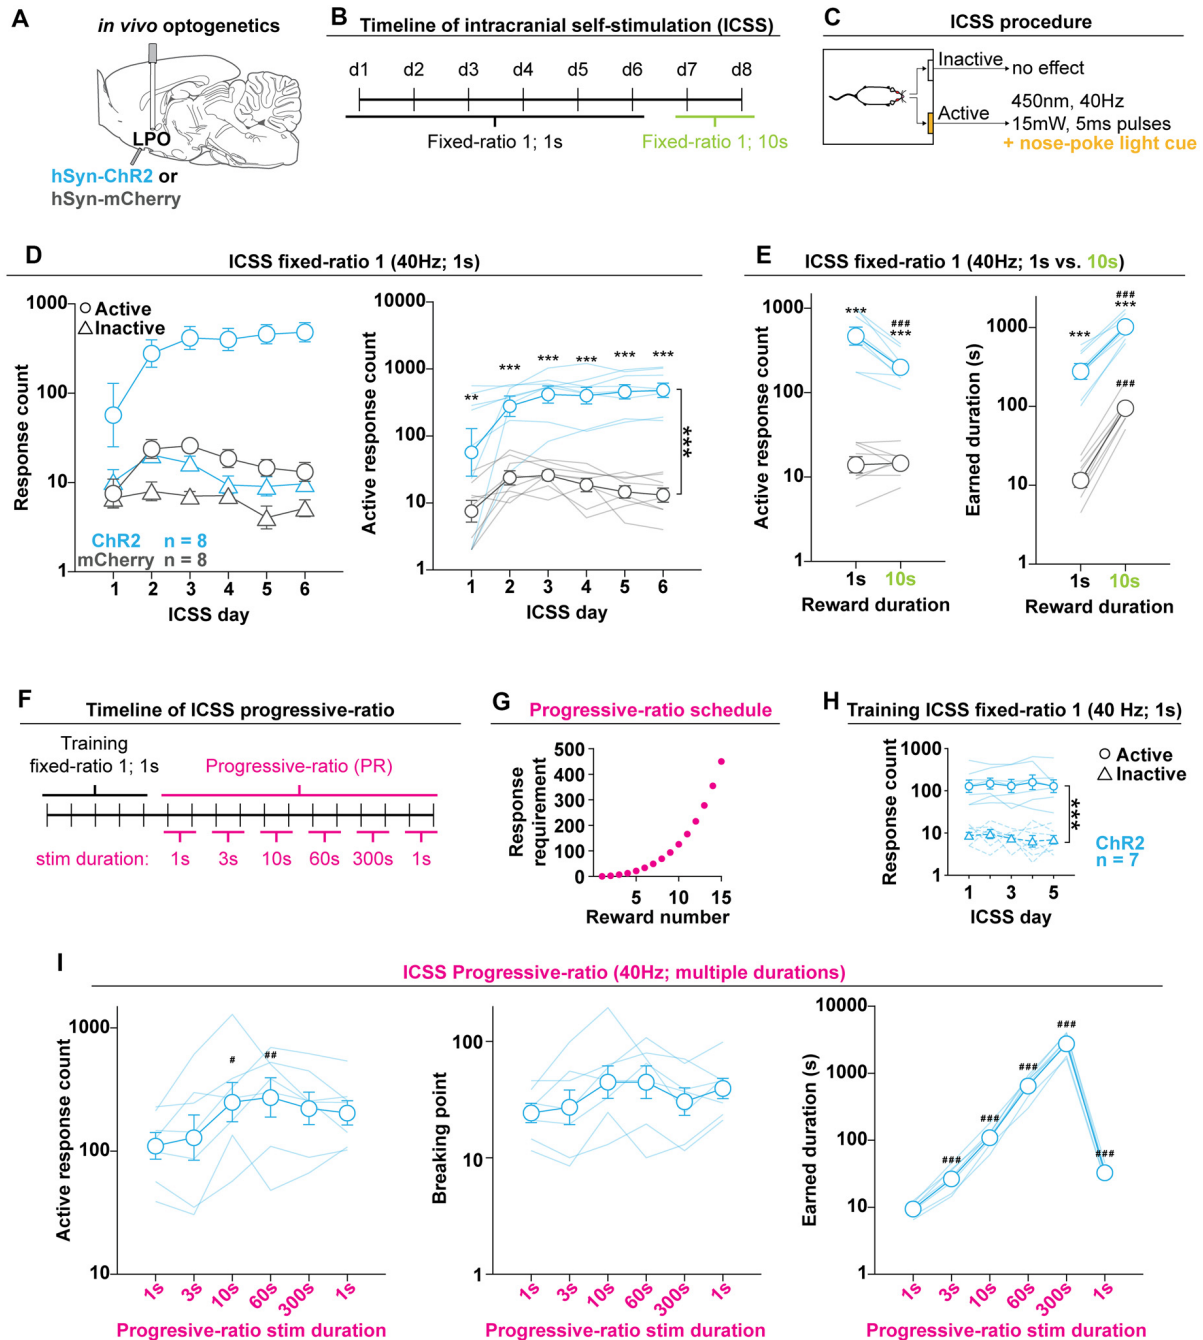 A
in vivo optogenetics
LPO
hSyn-ChR2 or
hSyn-mCherry
B
Timeline of intracranial self-stimulation (ICSS)
d1 d2 d3 d4 d5 d6 d7 d8
Fixed-ratio 1; 1s
Fixed-ratio 1; 10s
C
ICSS procedure
Inactive
no effect
Active
450nm, 40Hz
15mW, 5ms pulses
+ nose-poke light cue
D
ICSS fixed-ratio 1 (40Hz; 1s)
Response count
1000
100
10
1
Active
Inactive
ChR2 n = 8
mCherry n = 8
1 2 3 4 5 6
ICSS day
Active response count
10000
1000
100
10
1
** *** *** *** *** ***
***
1 2 3 4 5 6
ICSS day
E
ICSS fixed-ratio 1 (40Hz; 1s vs. 10s)
Active response count
1000
100
10
1
***
###
***
1s 10s
Reward duration
Earned duration (s)
1000
100
10
1
***
###
***
###
1s 10s
Reward duration
F
Timeline of ICSS progressive-ratio
Training
fixed-ratio 1; 1s
Progressive-ratio (PR)
stim duration: 1s 3s 10s 60s 300s 1s
G
Progressive-ratio schedule
Response
requirement
500
400
300
200
100
0
5 10 15
Reward number
H
Training ICSS fixed-ratio 1 (40 Hz; 1s)
Response count
1000
100
10
1
Active
Inactive
***
ChR2
n = 7
1 3 5
ICSS day
I
ICSS Progressive-ratio (40Hz; multiple durations)
Active response count
1000
100
10
# ##
1s 3s 10s 60s 300s 1s
Progresive-ratio stim duration
Breaking point
100
10
1
1s 3s 10s 60s 300s 1s
Progresive-ratio stim duration
Earned duration (s)
10000
1000
100
10
1
### ### ### ### ###
1s 3s 10s 60s 300s 1s
Progresive-ratio stim duration